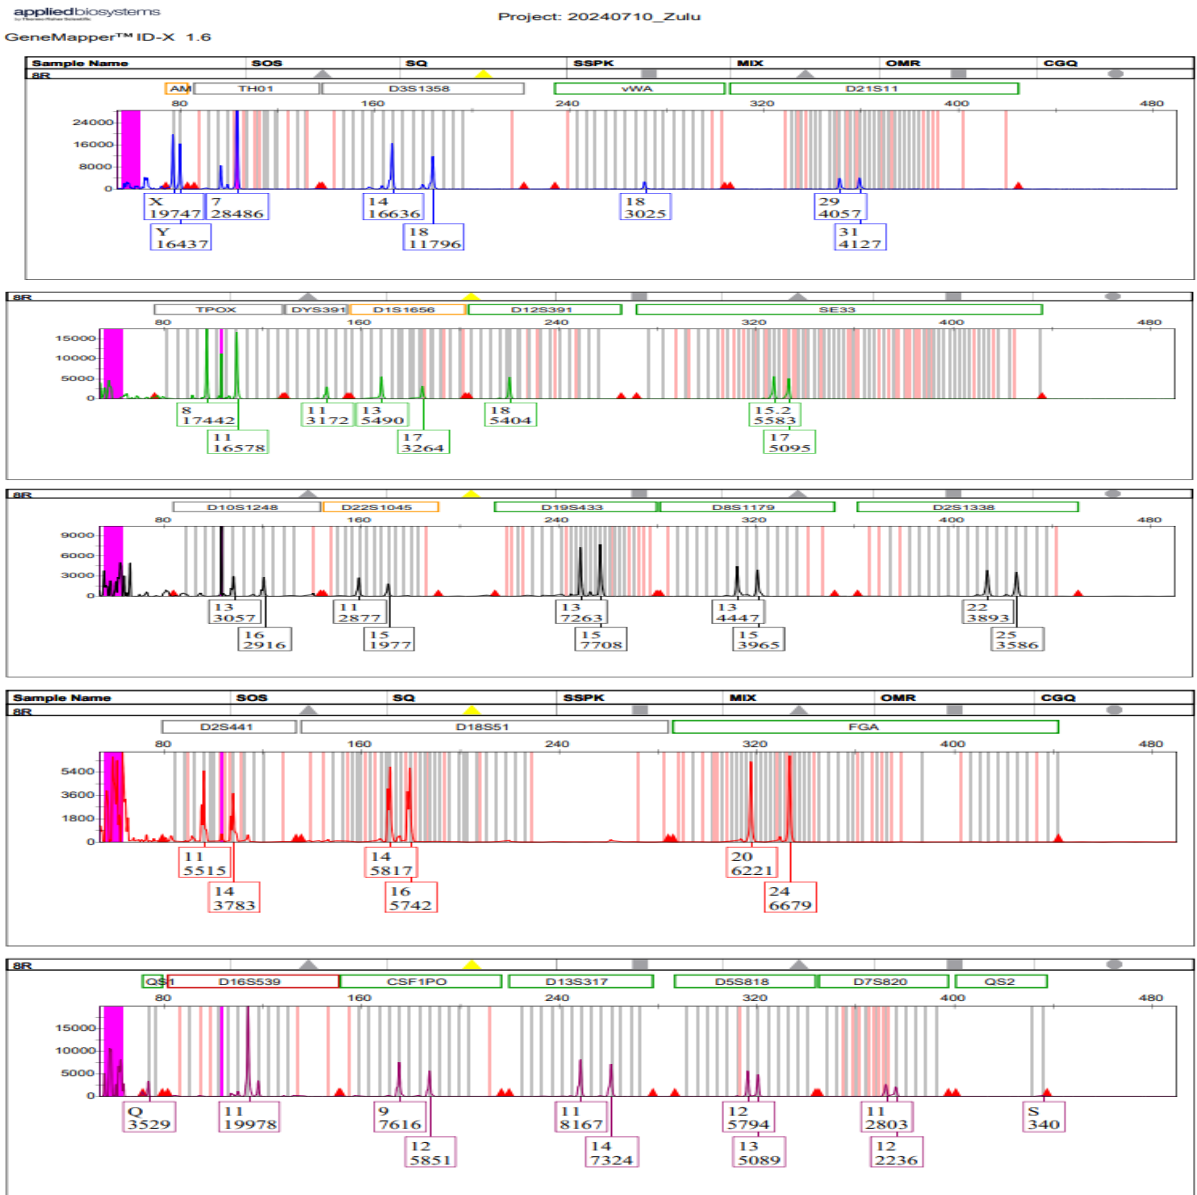 appliedbiosystems
by Thermo Fisher Scientific
Project: 20240710_Zulu
GeneMapper™ ID-X 1.6
Sample Name SOS SQ SSPK MIX OMR CGQ
8R
AM TH01 D3S1358 vWA D21S11
80 160 240 320 400 480
24000
16000
8000
0
X 7 14 18 29
19747 28486 16636 3025 4057
Y 18 31
16437 11796 4127
8R
TPOX DYS391 D1S1656 D12S391 SE33
80 160 240 320 400 480
15000
10000
5000
0
8 11 13 18 15.2
17442 3172 5490 5404 5583
11 17 17
16578 3264 5095
8R
D10S1248 D22S1045 D19S433 D8S1179 D2S1338
80 160 240 320 400 480
9000
6000
3000
0
13 11 13 13 22
3057 2877 7263 4447 3893
16 15 15 15 25
2916 1977 7708 3965 3586
Sample Name SOS SQ SSPK MIX OMR CGQ
8R
D2S441 D18S51 FGA
80 160 240 320 400 480
5400
3600
1800
0
11 14 20
5515 5817 6221
14 16 24
3783 5742 6679
8R
QS1 D16S539 CSF1PO D13S317 D5S818 D7S820 QS2
80 160 240 320 400 480
15000
10000
5000
0
Q 11 9 11 12 11 S
3529 19978 7616 8167 5794 2803 340
12 14 13 12
5851 7324 5089 2236